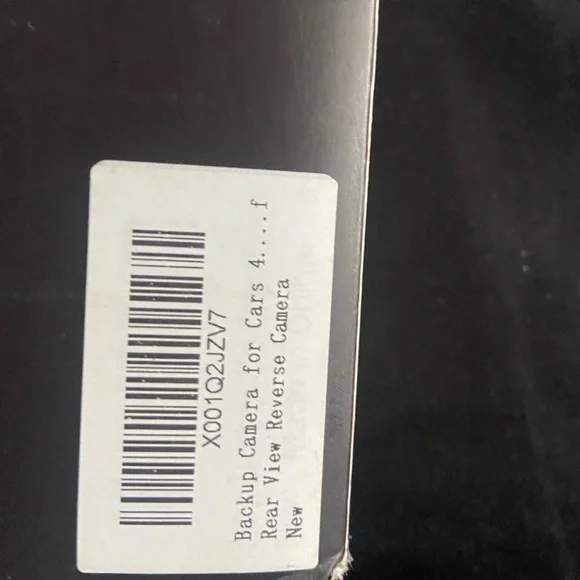 X001Q2JZV7
Backup Camera for Cars 4....f
Rear View Reverse Camera
New